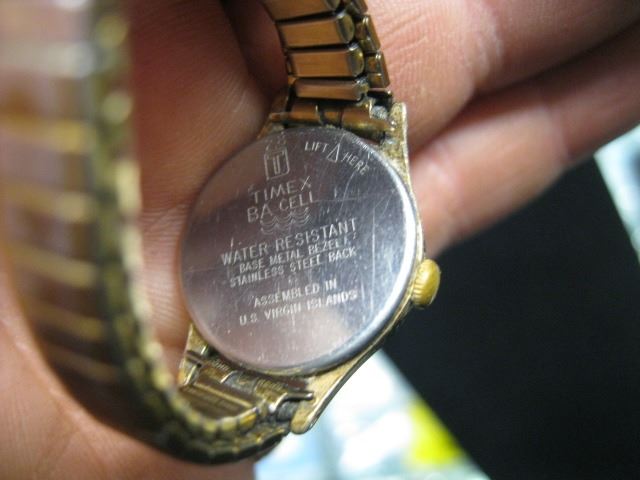 LIFT HERE
TIMEX
BA CELL
WATER RESISTANT
BASE METAL BEZEL
STAINLESS STEEL BACK
ASSEMBLED IN
U.S. VIRGIN ISLANDS